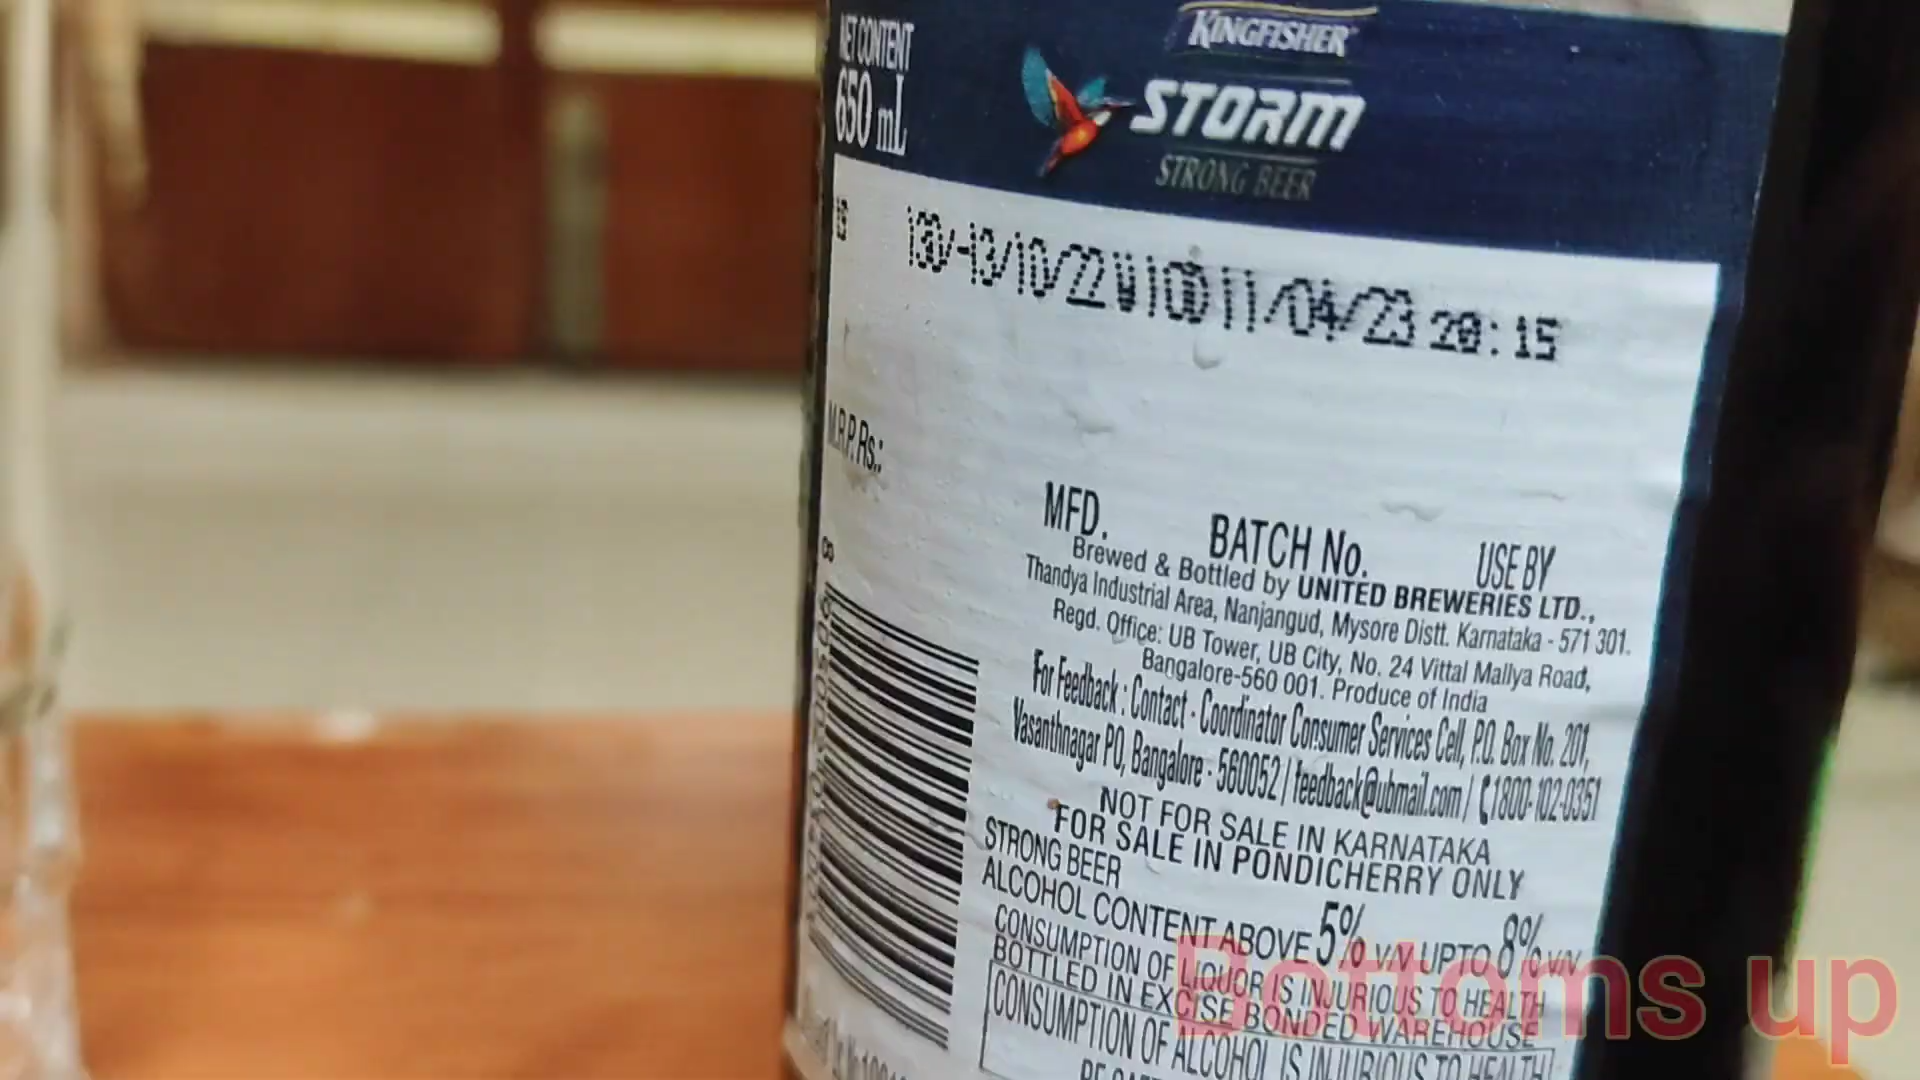 NET CONTENT
650 mL
KINGFISHER
STORM
STRONG BEER
130/-13/10/22 11/04/23 20:15
M.R.P. Rs.:
MFD. BATCH No. USE BY
Brewed & Bottled by UNITED BREWERIES LTD.,
Thandya Industrial Area, Nanjangud, Mysore Distt. Karnataka - 571 301.
Regd. Office: UB Tower, UB City, No. 24 Vittal Mallya Road,
Bangalore-560 001. Produce of India
For Feedback : Contact - Coordinator Consumer Services Cell, P.O. Box No. 201,
Vasanthnagar PO, Bangalore - 560052 | feedback@ubmail.com | 1800-102-0351
NOT FOR SALE IN KARNATAKA
FOR SALE IN PONDICHERRY ONLY
STRONG BEER
ALCOHOL CONTENT ABOVE 5% V/V UPTO 8% V/V
CONSUMPTION OF LIQUOR IS INJURIOUS TO HEALTH
BOTTLED IN EXCISE BONDED WAREHOUSE
CONSUMPTION OF ALCOHOL IS INJURIOUS TO HEALTH
Bottoms up